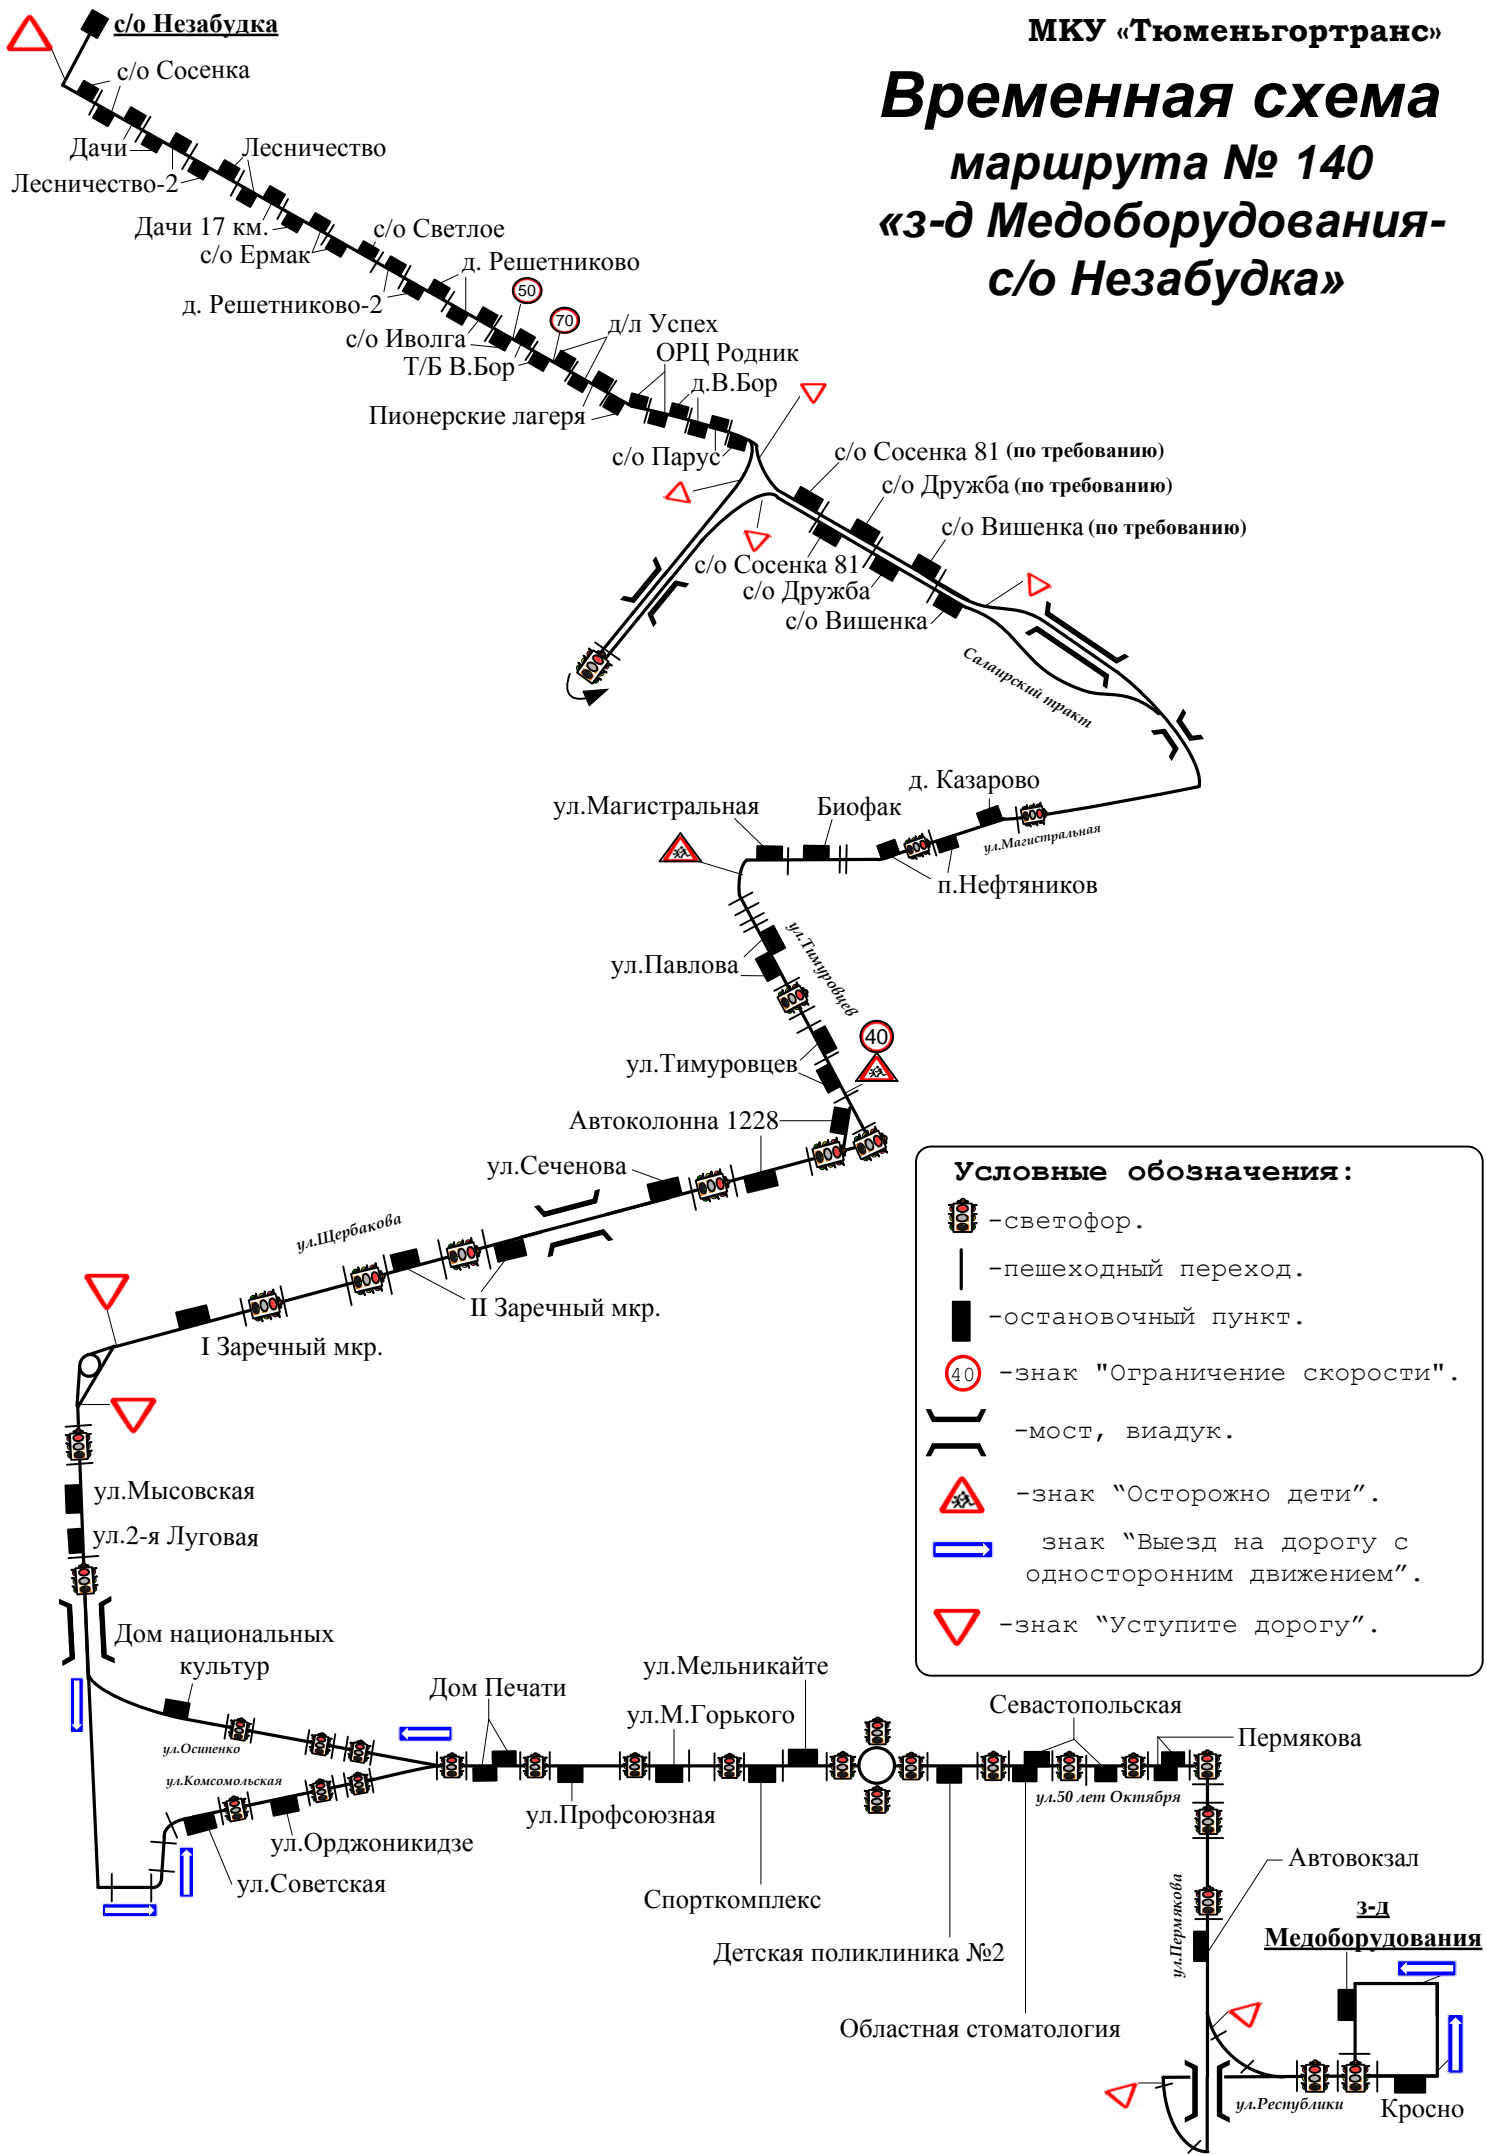 МКУ «Тюменьгортранс»
Временная схема
маршрута № 140
«з-д Медоборудования-
с/о Незабудка»
с/о Незабудка
с/о Сосенка
Дачи
Лесничество
Лесничество-2
Дачи 17 км.
с/о Светлое
с/о Ермак
д. Решетниково
д. Решетниково-2
50
70
с/о Иволга
д/л Успех
Т/Б В.Бор
ОРЦ Родник
д.В.Бор
Пионерские лагеря
с/о Парус
с/о Сосенка 81 (по требованию)
с/о Дружба (по требованию)
с/о Вишенка (по требованию)
с/о Сосенка 81
с/о Дружба
с/о Вишенка
Салаирский тракт
д. Казарово
ул.Магистральная
Биофак
ул.Магистральная
п.Нефтяников
ул.Тимуровцев
ул.Павлова
40
ул.Тимуровцев
Автоколонна 1228
ул.Сеченова
ул.Щербакова
II Заречный мкр.
I Заречный мкр.
Условные обозначения:
-светофор.
-пешеходный переход.
-остановочный пункт.
40 -знак "Ограничение скорости".
-мост, виадук.
-знак “Осторожно дети”.
знак “Выезд на дорогу с
односторонним движением”.
-знак “Уступите дорогу”.
ул.Мысовская
ул.2-я Луговая
Дом национальных
культур
ул.Осипенко
ул.Комсомольская
ул.Орджоникидзе
ул.Советская
Дом Печати
ул.Профсоюзная
ул.М.Горького
ул.Мельникайте
Спорткомплекс
Детская поликлиника №2
Севастопольская
Пермякова
ул.50 лет Октября
Областная стоматология
ул.Пермякова
Автовокзал
з-д
Медоборудования
ул.Республики
Кросно